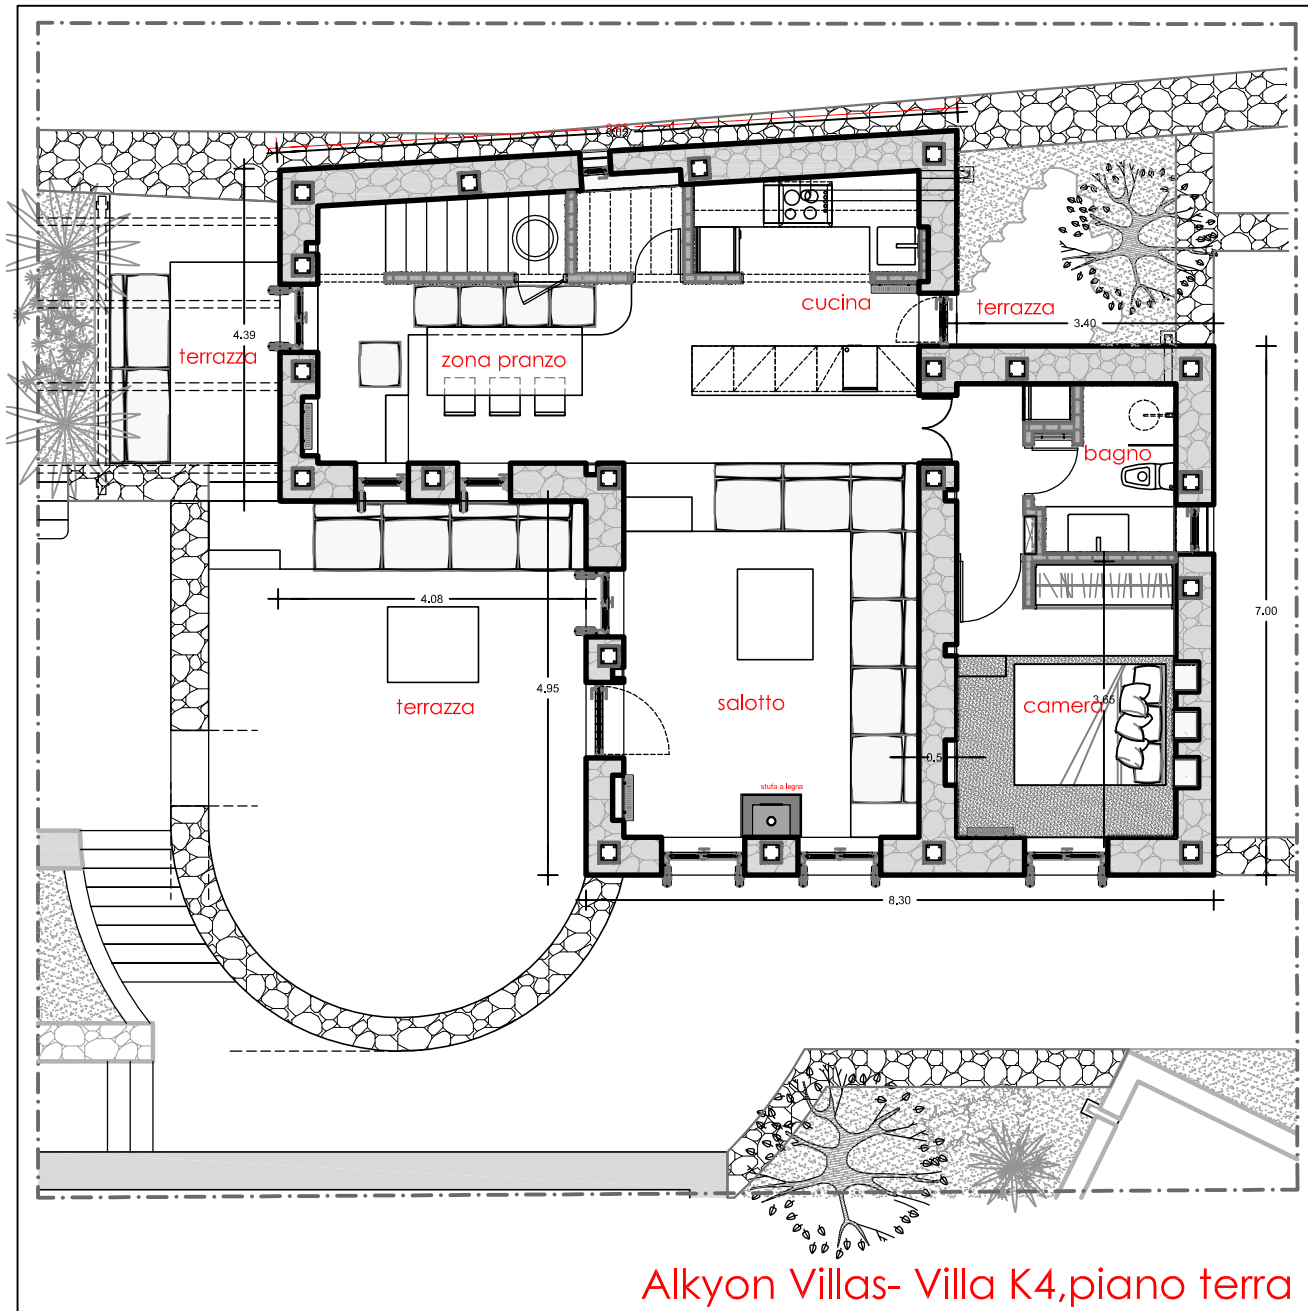 cucina
terrazza
3.40
4.39
terrazza
zona pranzo
bagno
4.08
7.00
4.95
terrazza
salotto
camera
3.65
0.5
stufa a legna
8.30
Alkyon Villas- Villa K4,piano terra